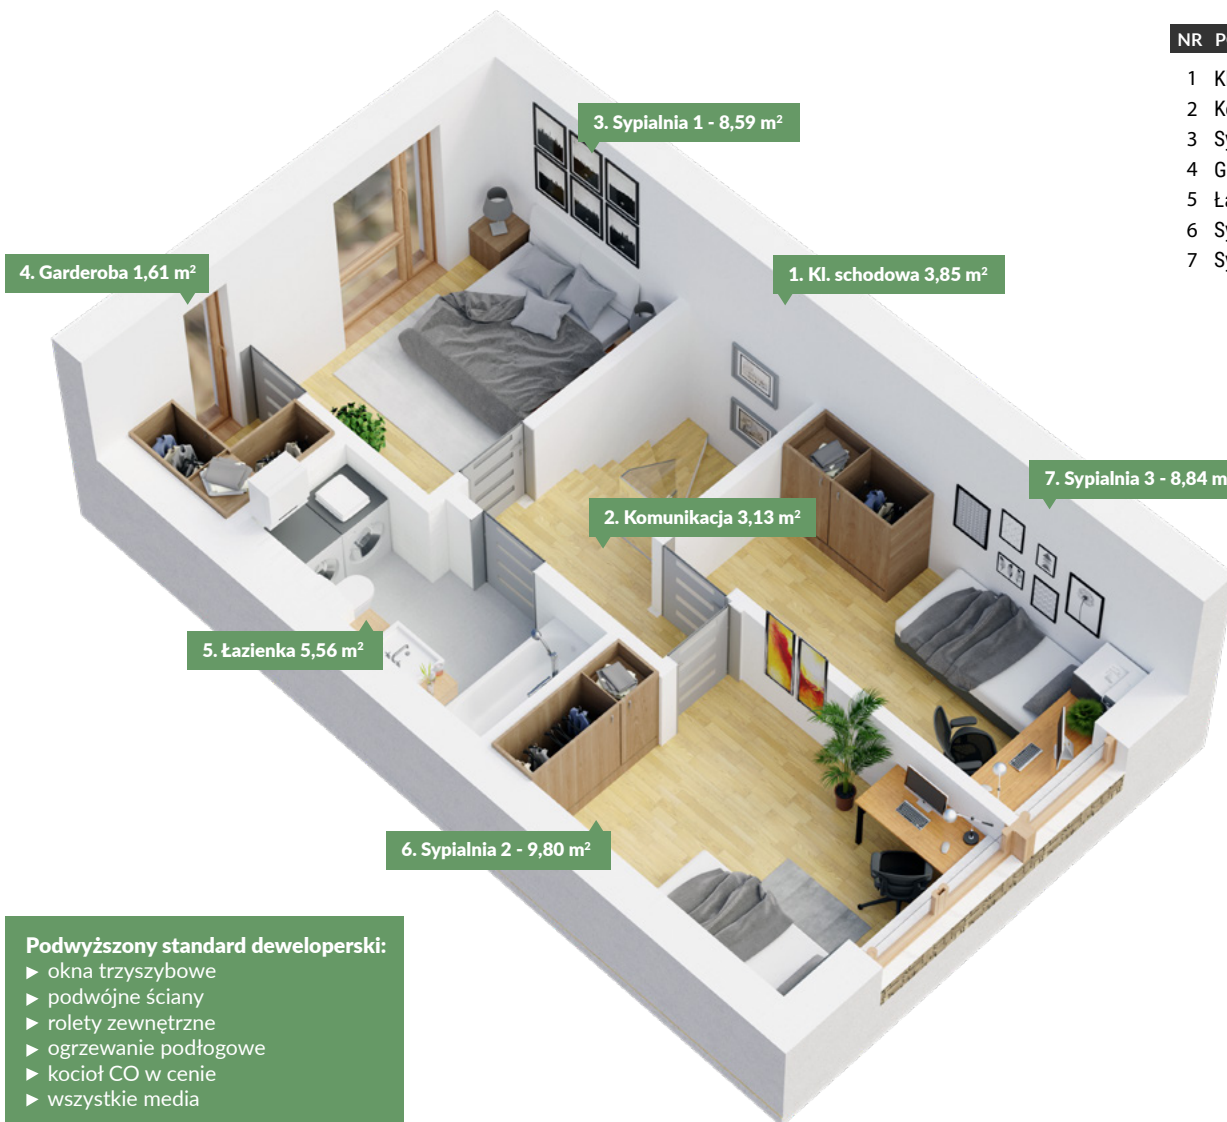 NR
1
2
3
4
5
6
7
3. Sypialnia 1 - 8,59 m²
4. Garderoba 1,61 m²
1. Kl. schodowa 3,85 m²
7. Sypialnia 3 - 8,84 m
2. Komunikacja 3,13 m²
5. Łazienka 5,56 m²
6. Sypialnia 2 - 9,80 m²
Podwyższony standard deweloperski:
► okna trzyszybowe
► podwójne ściany
► rolety zewnętrzne
► ogrzewanie podłogowe
► kocioł CO w cenie
► wszystkie media